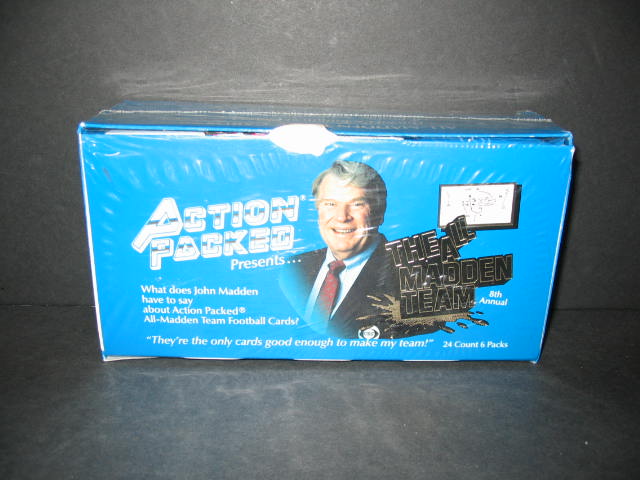 ACTION
PACKED®
Presents...
What does John Madden
have to say
about Action Packed®
All-Madden Team Football Cards?
THE ALL
MADDEN
TEAM
8th
Annual
"They're the only cards good enough to make my team!"
24 Count 6 Packs